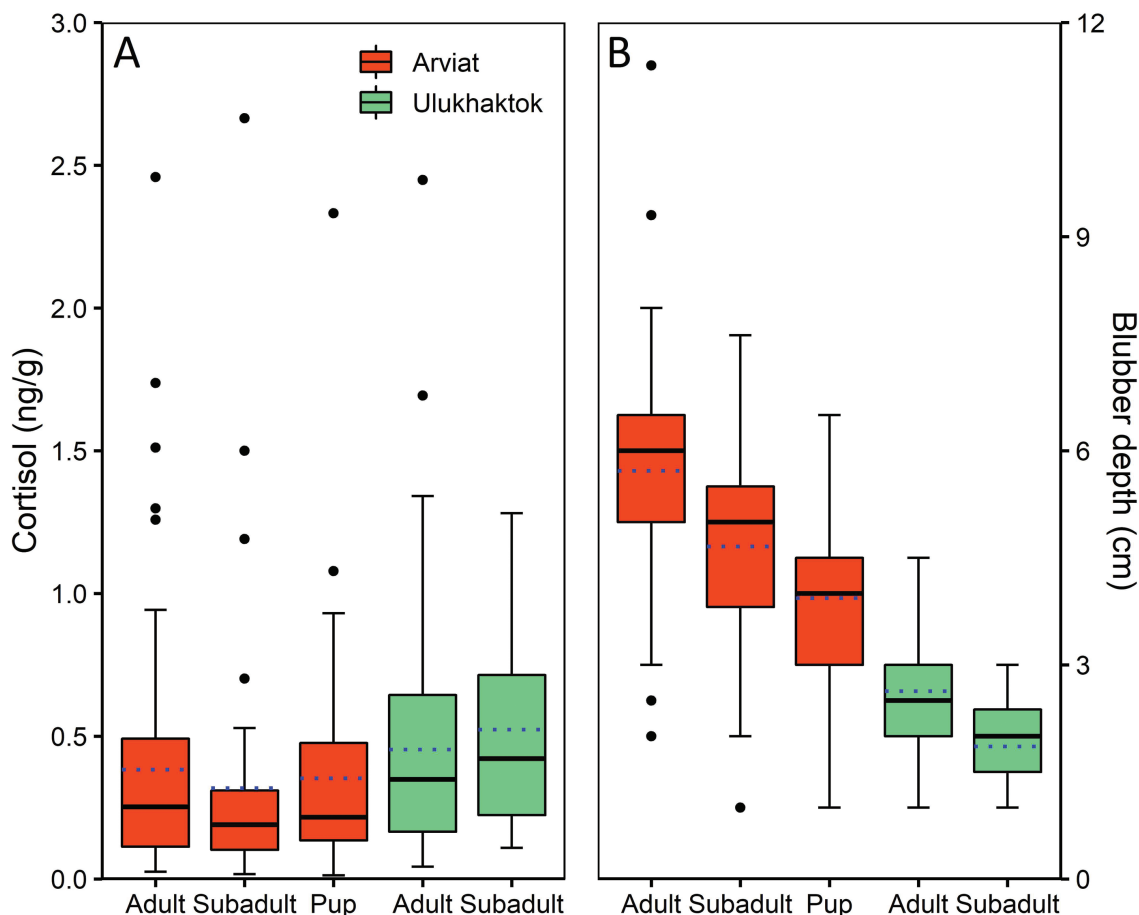 A
Arviat
Ulukhaktok
Cortisol (ng/g)
3.0
2.5
2.0
1.5
1.0
0.5
0.0
Adult Subadult Pup Adult Subadult
B
12
9
6
3
0
Blubber depth (cm)
Adult Subadult Pup Adult Subadult